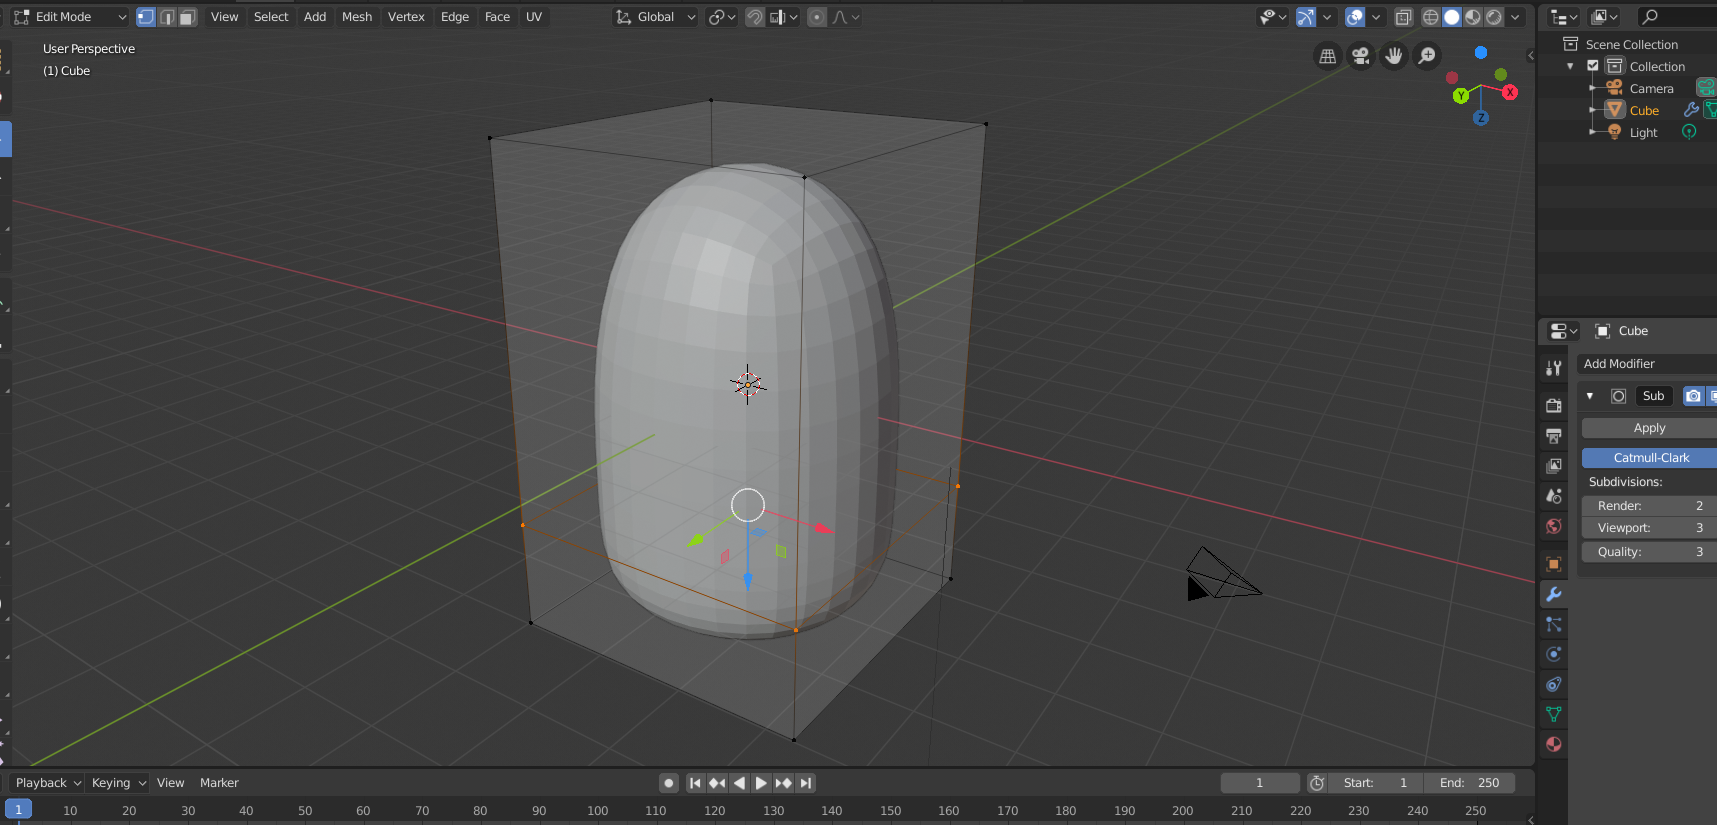 Edit Mode View Select Add Mesh Vertex Edge Face UV Global
User Perspective
(1) Cube
X
Y
Z
Scene Collection
Collection
Camera
Cube
Light
Cube
Add Modifier
Sub
Apply
Catmull-Clark
Subdivisions:
Render: 2
Viewport: 3
Quality: 3
Playback Keying View Marker 1 Start: 1 End: 250
1 10 20 30 40 50 60 70 80 90 100 110 120 130 140 150 160 170 180 190 200 210 220 230 240 250